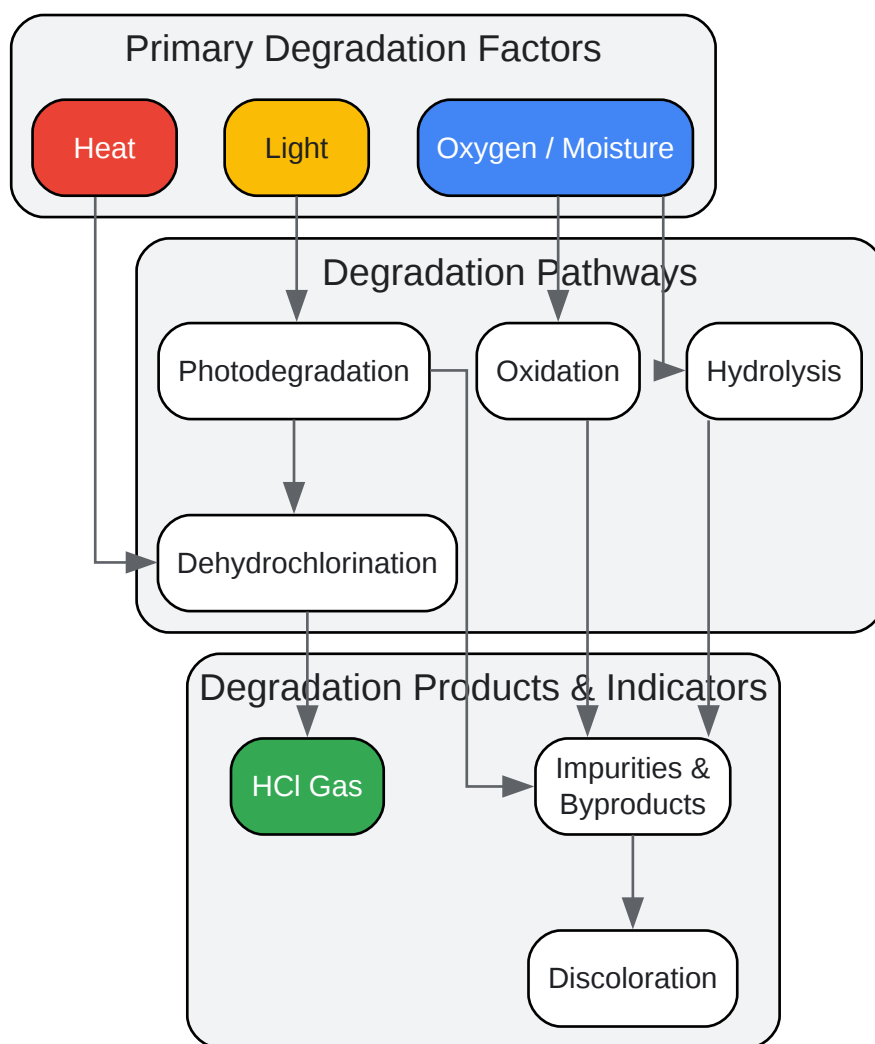 Primary Degradation Factors
Heat
Light
Oxygen / Moisture
Degradation Pathways
Photodegradation
Oxidation
Hydrolysis
Dehydrochlorination
Degradation Products & Indicators
HCl Gas
Impurities &
Byproducts
Discoloration